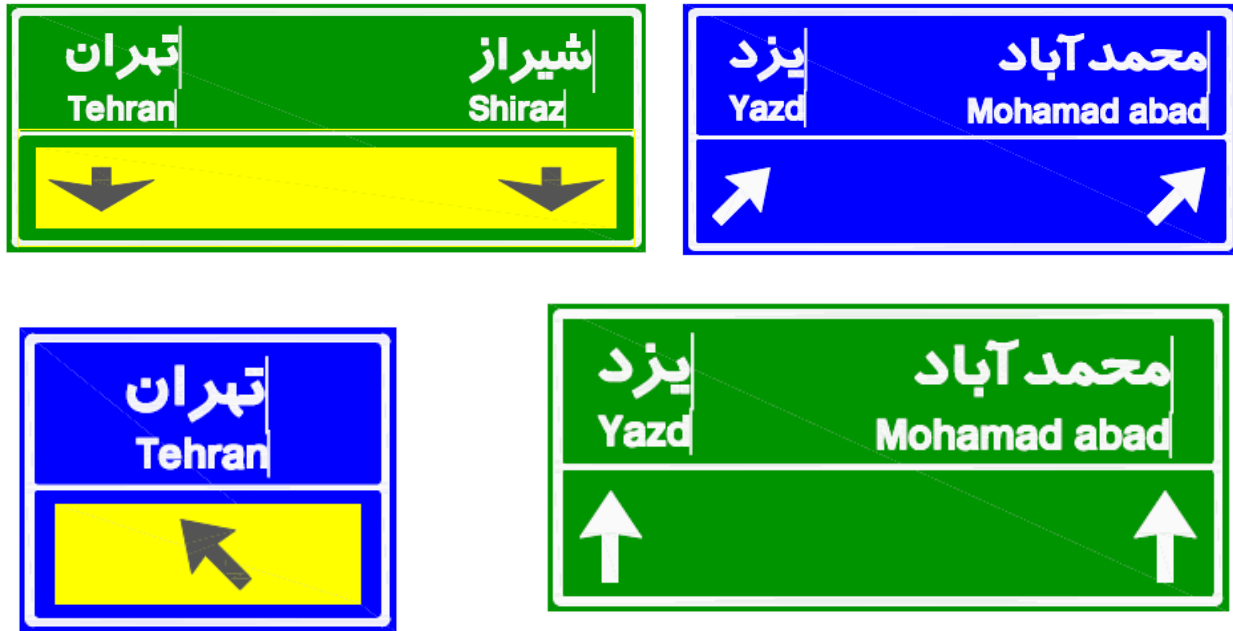 تهران
Tehran
شیراز
Shiraz
یزد
Yazd
محمد آباد
Mohamad abad
تهران
Tehran
یزد
Yazd
محمد آباد
Mohamad abad